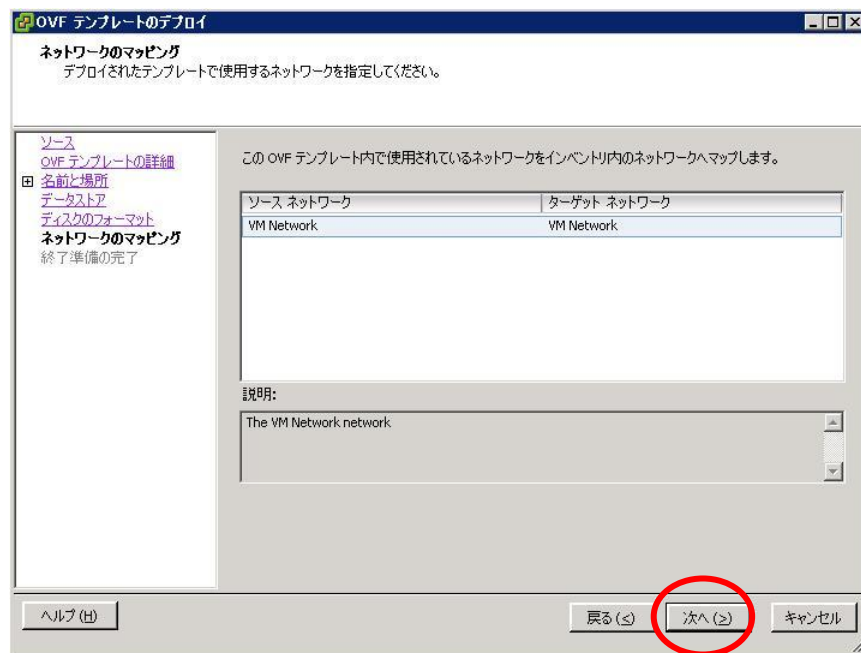 OVF テンプレートのデプロイ
ネットワークのマッピング
デプロイされたテンプレートで使用するネットワークを指定してください。
ソース
OVF テンプレートの詳細
名前と場所
データストア
ディスクのフォーマット
ネットワークのマッピング
終了準備の完了
この OVF テンプレート内で使用されているネットワークをインベントリ内のネットワークへマップします。
ソース ネットワーク ターゲット ネットワーク
VM Network VM Network
説明:
The VM Network network
ヘルプ(H) 戻る(<) 次へ(>) キャンセル